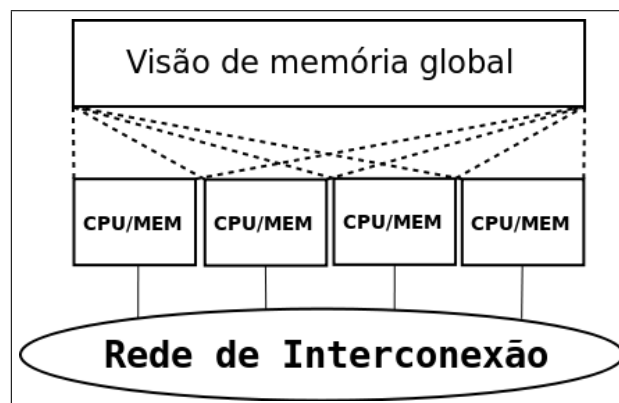 Visão de memória global
CPU/MEM CPU/MEM CPU/MEM CPU/MEM
Rede de Interconexão